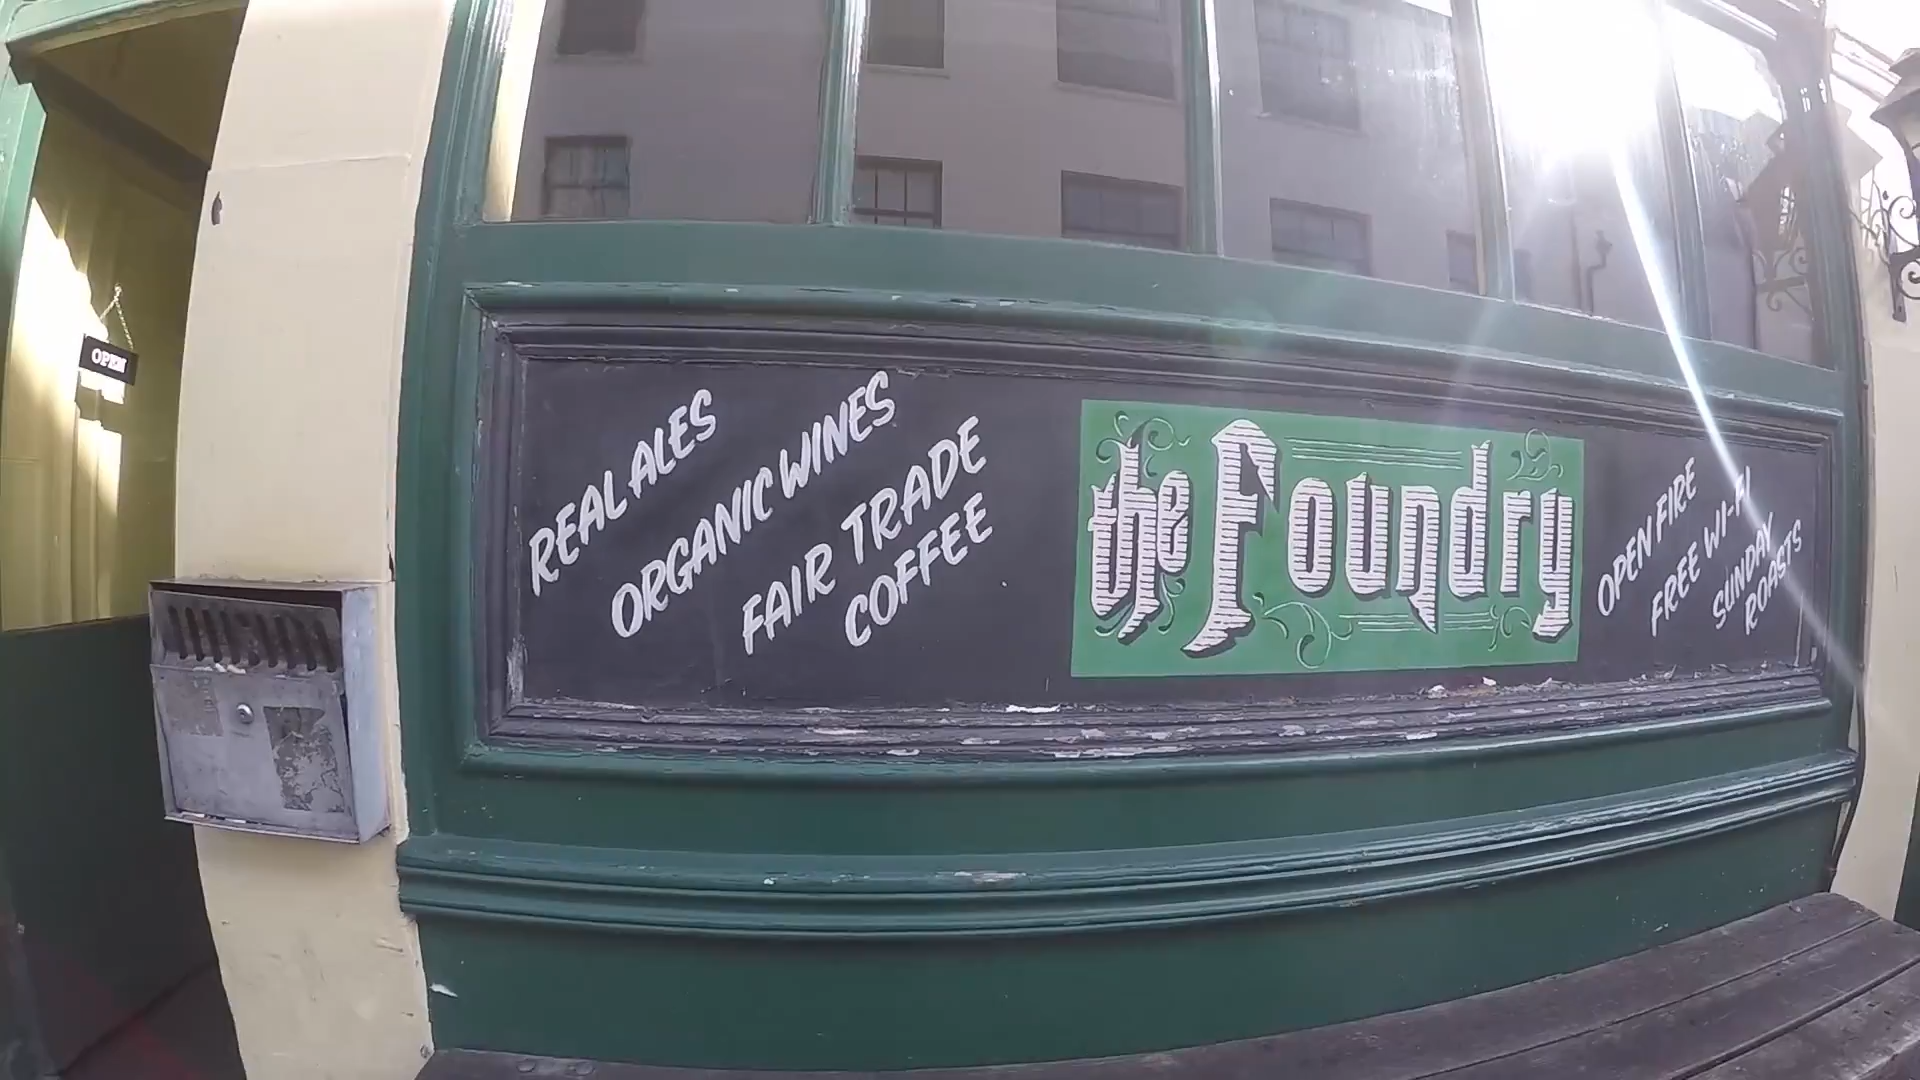 OPEN
REAL ALES
ORGANIC WINES
FAIR TRADE
COFFEE
the Foundry
OPEN FIRE
FREE WI-FI
SUNDAY
ROASTS